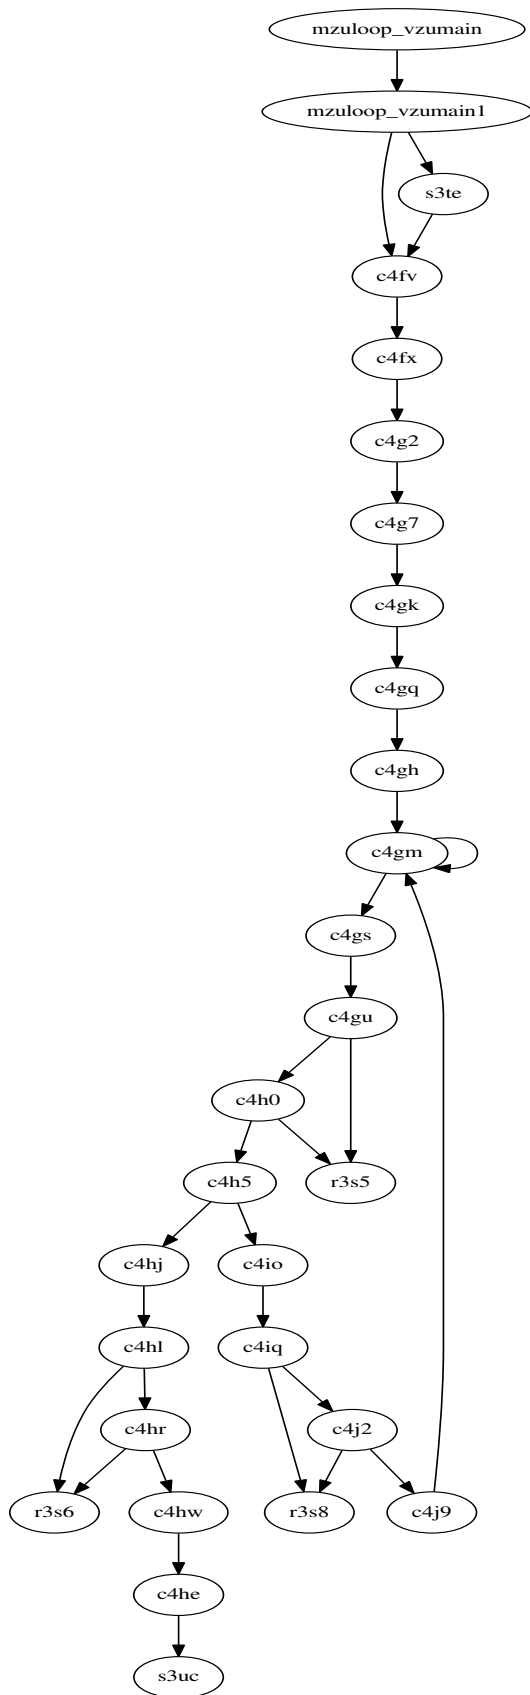 mzuloop_vzumain
mzuloop_vzumain1
s3te
c4fv
c4fx
c4g2
c4g7
c4gk
c4gq
c4gh
c4gm
c4gs
c4gu
c4h0
c4h5
r3s5
c4hj
c4io
c4hl
c4iq
c4hr
c4j2
r3s6
c4hw
r3s8
c4j9
c4he
s3uc